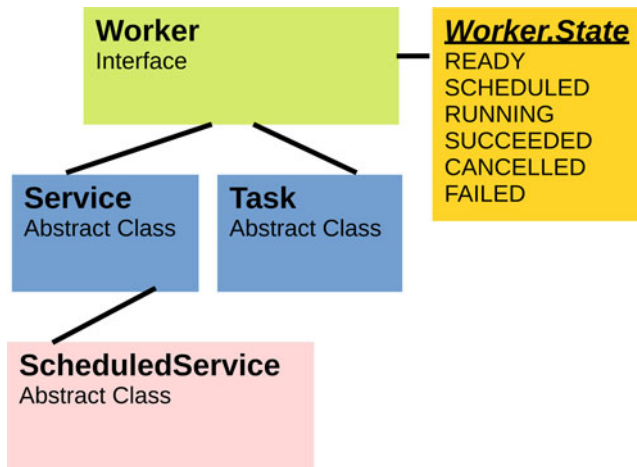 Worker
Interface
Worker.State
READY
SCHEDULED
RUNNING
SUCCEEDED
CANCELLED
FAILED
Service
Abstract Class
Task
Abstract Class
ScheduledService
Abstract Class